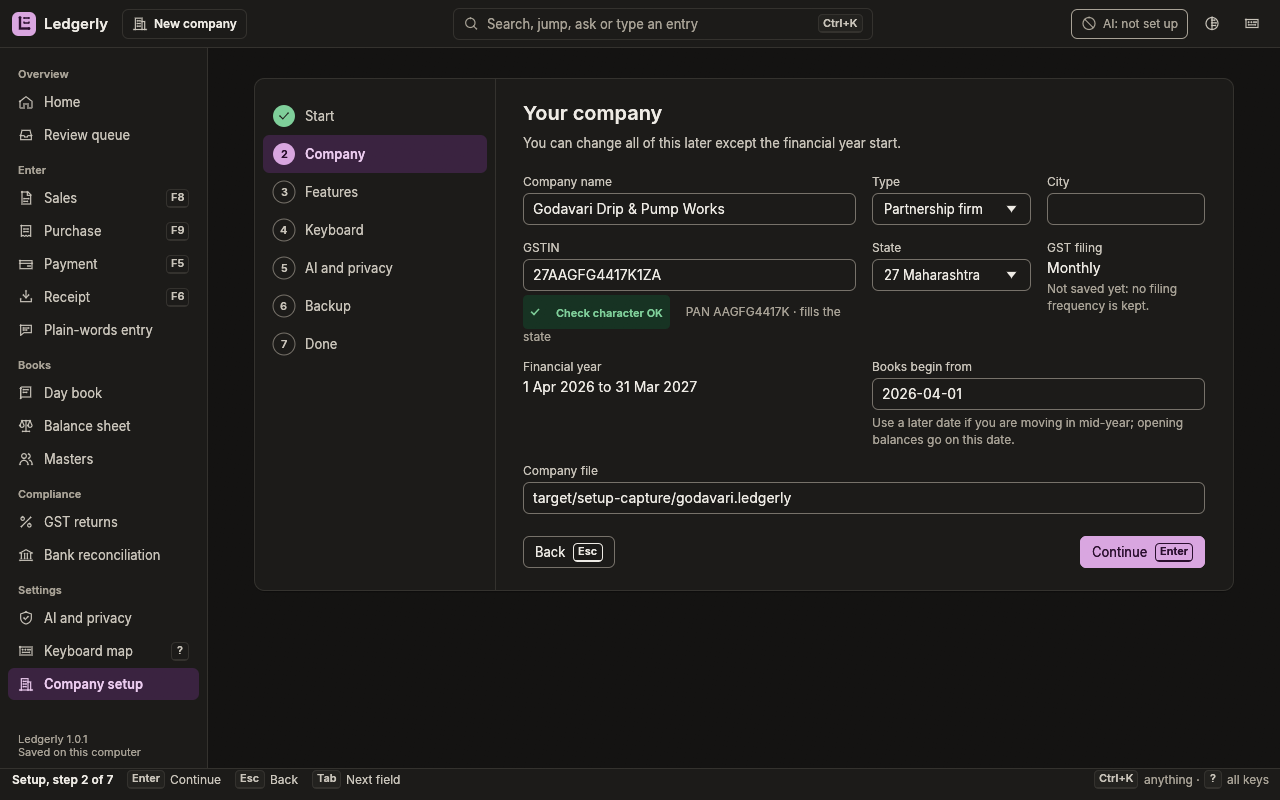 Ledgerly
New company
Search, jump, ask or type an entry
Ctrl+K
AI: not set up
Overview
Home
Review queue
Enter
Sales F8
Purchase F9
Payment F5
Receipt F6
Plain-words entry
Books
Day book
Balance sheet
Masters
Compliance
GST returns
Bank reconciliation
Settings
AI and privacy
Keyboard map ?
Company setup
Ledgerly 1.0.1
Saved on this computer
Start
2 Company
3 Features
4 Keyboard
5 AI and privacy
6 Backup
7 Done
Your company
You can change all of this later except the financial year start.
Company name
Godavari Drip & Pump Works
Type
Partnership firm
City
GSTIN
27AAGFG4417K1ZA
Check character OK PAN AAGFG4417K · fills the
state
State
27 Maharashtra
GST filing
Monthly
Not saved yet: no filing
frequency is kept.
Financial year
1 Apr 2026 to 31 Mar 2027
Books begin from
2026-04-01
Use a later date if you are moving in mid-year; opening
balances go on this date.
Company file
target/setup-capture/godavari.ledgerly
Back Esc
Continue Enter
Setup, step 2 of 7 Enter Continue Esc Back Tab Next field
Ctrl+K anything · ? all keys